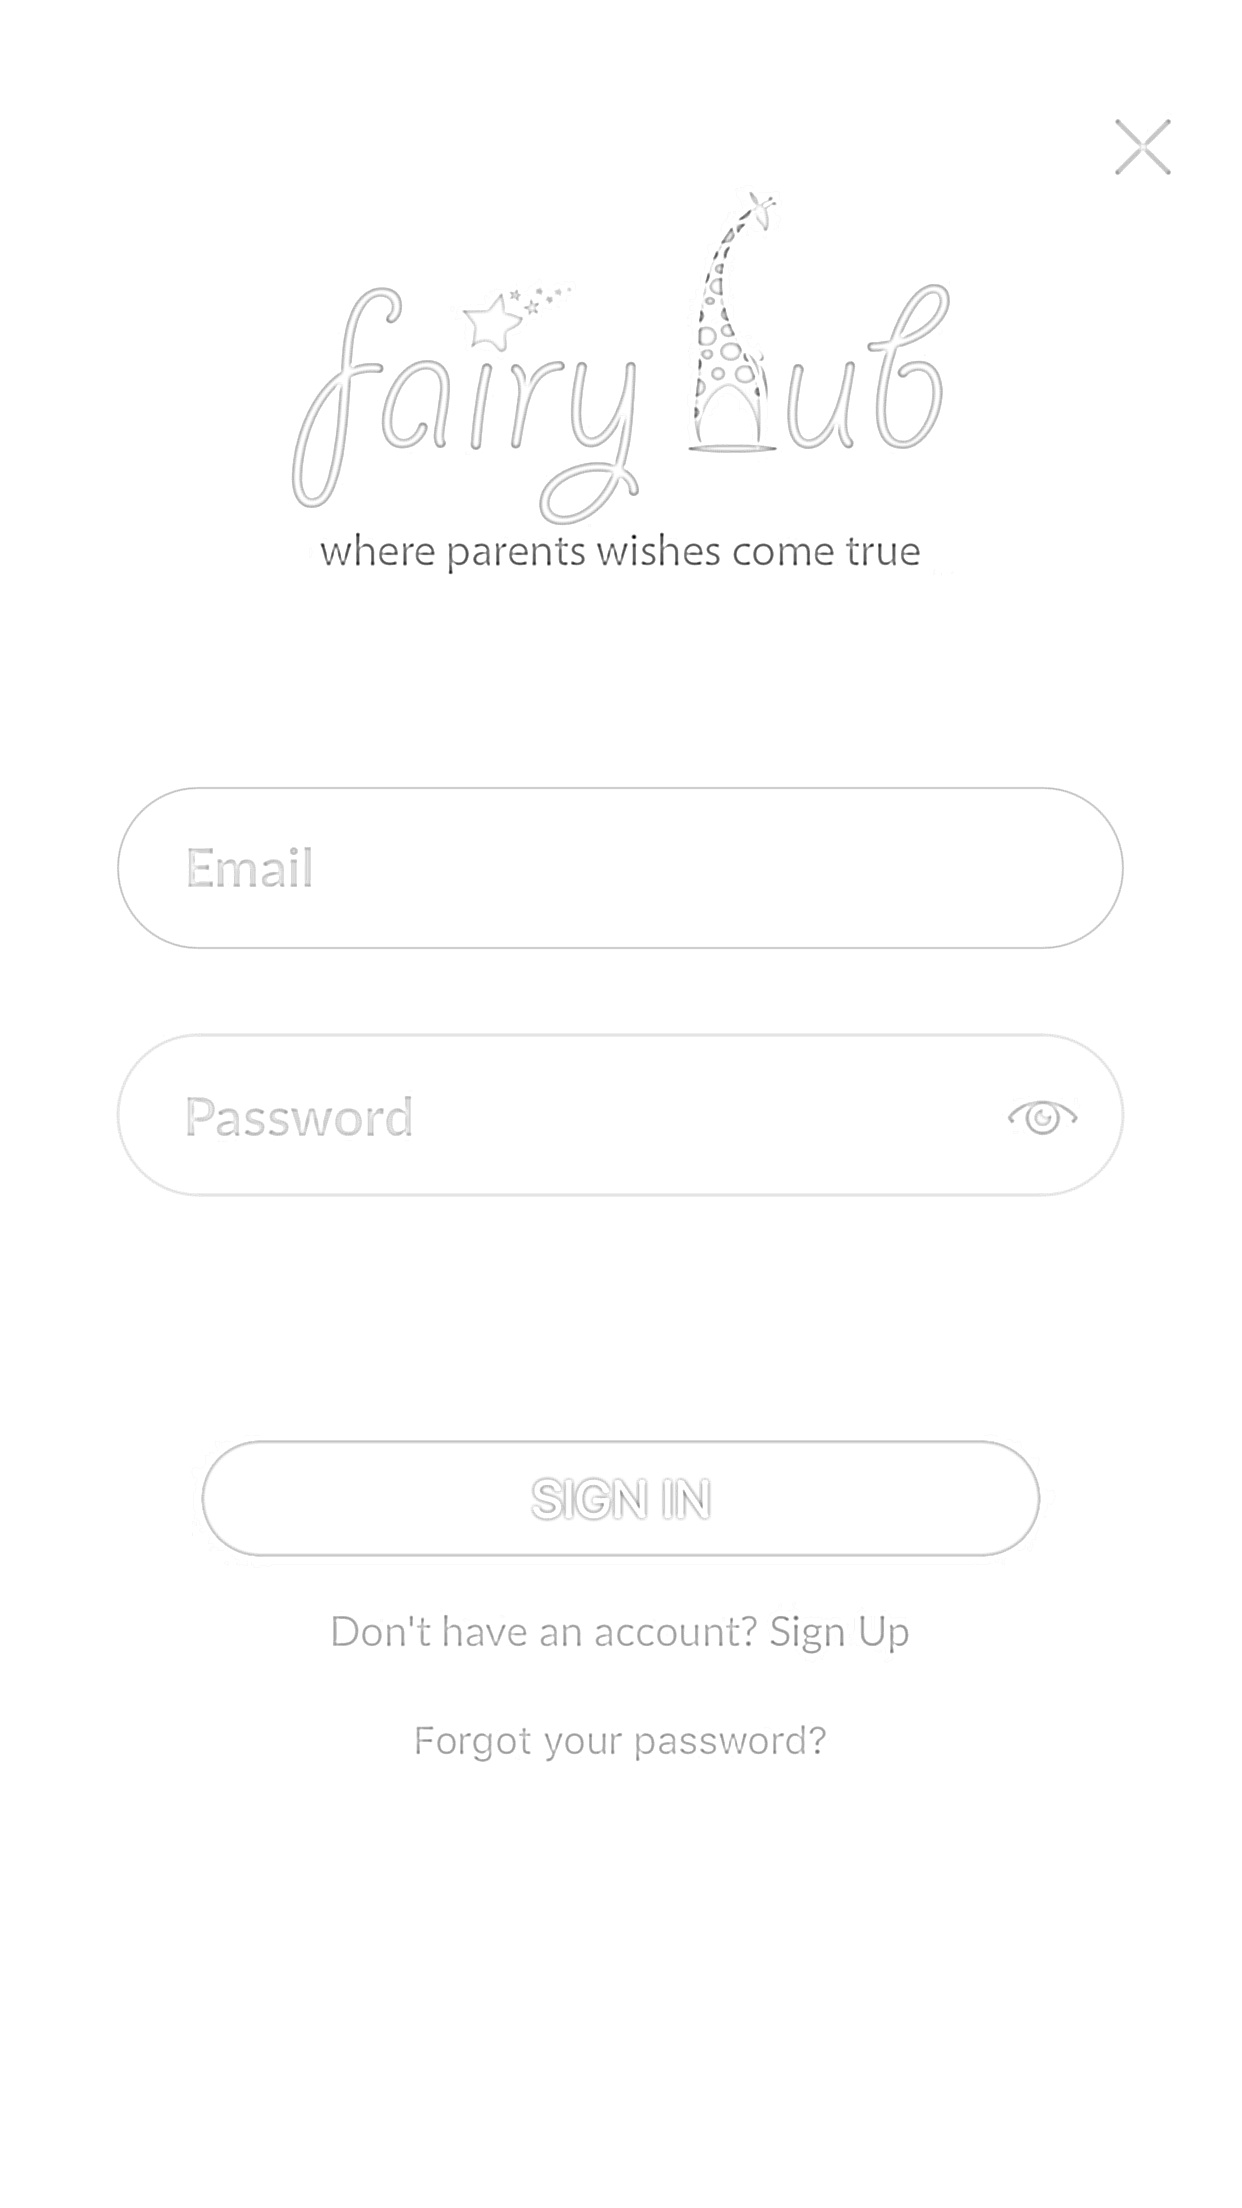 fairy hub
where parents wishes come true
Email
Password
SIGN IN
Don't have an account? Sign Up
Forgot your password?